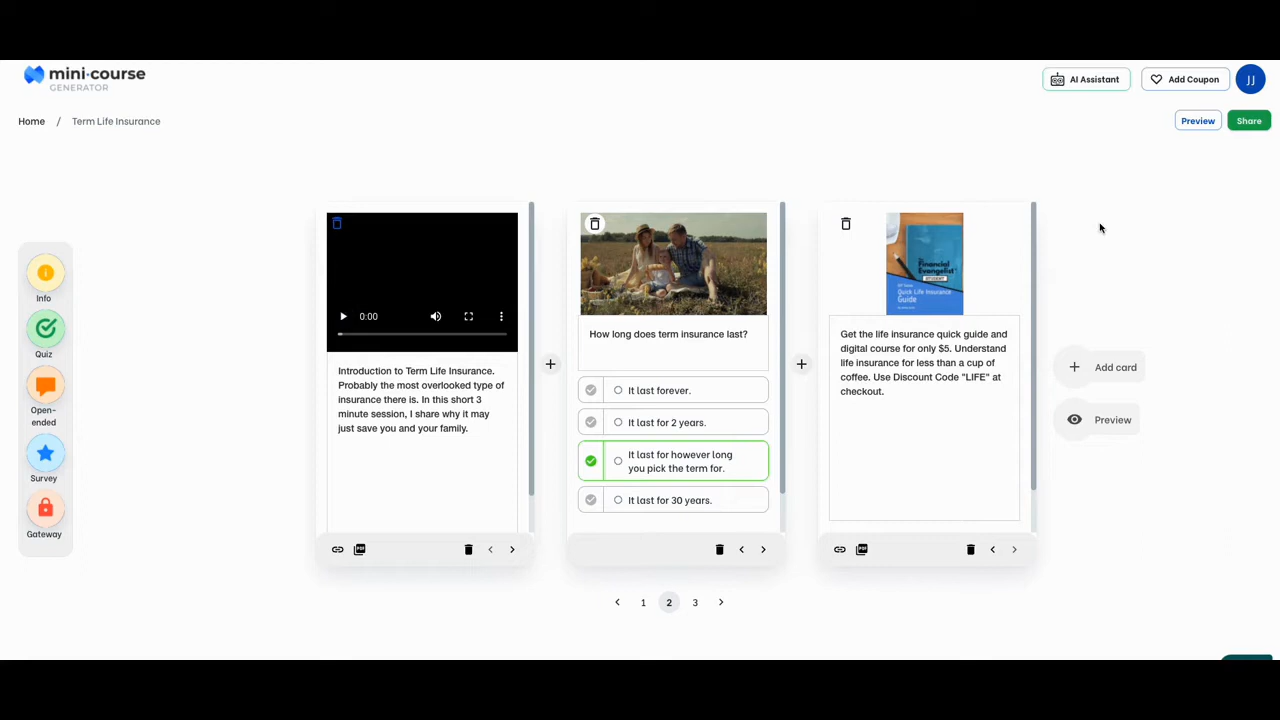 mini·course
GENERATOR
AI Assistant
Add Coupon
JJ
Home / Term Life Insurance
Preview
Share
Info
Quiz
Open-
ended
Survey
Gateway
0:00
Introduction to Term Life Insurance.
Probably the most overlooked type of
insurance there is. In this short 3
minute session, I share why it may
just save you and your family.
How long does term insurance last?
It last forever.
It last for 2 years.
It last for however long
you pick the term for.
It last for 30 years.
Financial
Evangelist
STUDENT
Quick Life Insurance
Guide
Get the life insurance quick guide and
digital course for only $5. Understand
life insurance for less than a cup of
coffee. Use Discount Code "LIFE" at
checkout.
Add card
Preview
PDF
PDF
1 2 3